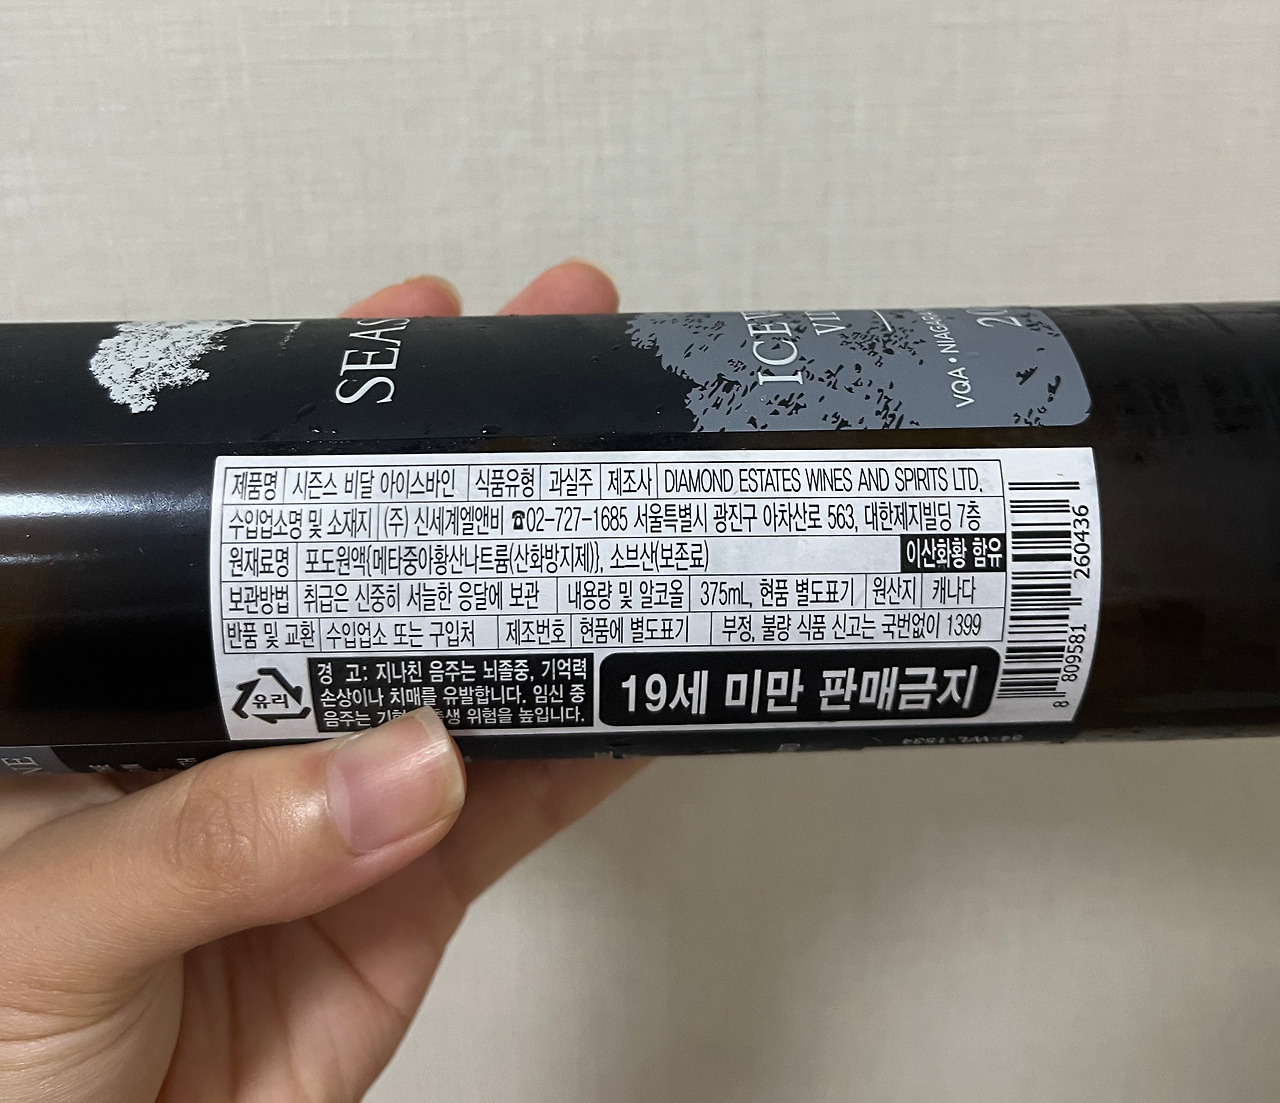 SEAS
ICEW
VI
VQA • NIAGARA
20
제품명 시즌스 비달 아이스바인 식품유형 과실주 제조사 DIAMOND ESTATES WINES AND SPIRITS LTD.
수입업소명 및 소재지 (주) 신세계엘앤비 ☎02-727-1685 서울특별시 광진구 아차산로 563, 대한제지빌딩 7층
원재료명 포도원액{메타중아황산나트륨(산화방지제)}, 소브산(보존료) 이산화황 함유
보관방법 취급은 신중히 서늘한 응달에 보관 내용량 및 알코올 375mL, 현품 별도표기 원산지 캐나다
반품 및 교환 수입업소 또는 구입처 제조번호 현품에 별도표기 부정, 불량 식품 신고는 국번없이 1399
유리
경 고: 지나친 음주는 뇌졸중, 기억력
손상이나 치매를 유발합니다. 임신 중
음주는 생 위험을 높입니다.
19세 미만 판매금지
8 809581 260436
NE